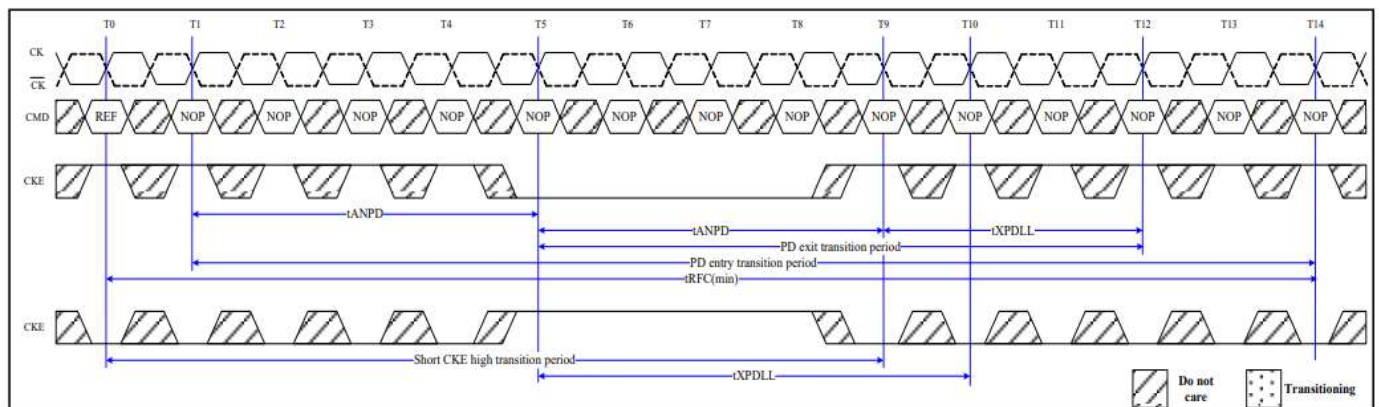 T0 T1 T2 T3 T4 T5 T6 T7 T8 T9 T10 T11 T12 T13 T14
CK
CK
CMD REF NOP NOP NOP NOP NOP NOP NOP NOP NOP NOP NOP NOP NOP NOP
CKE
tANPD
tANPD tXPDLL
PD exit transition period
PD entry transition period
tRFC(min)
CKE
Short CKE high transition period
tXPDLL
Do not care
Transitioning